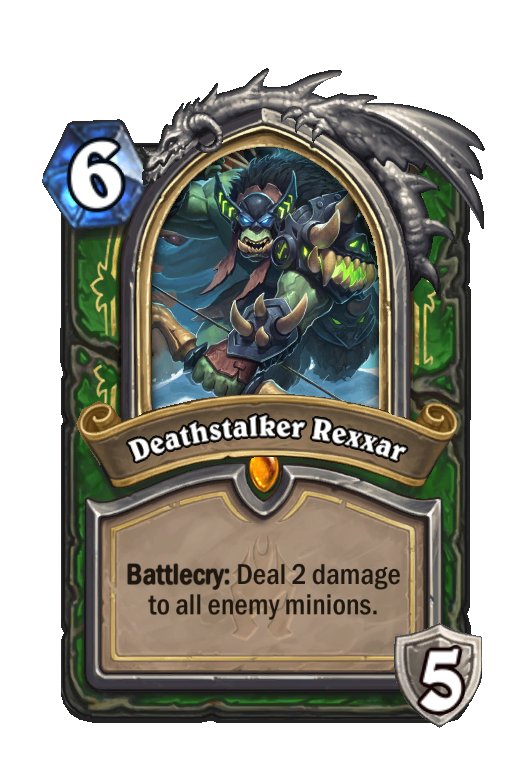 6
Deathstalker Rexxar
Battlecry: Deal 2 damage
to all enemy minions.
5